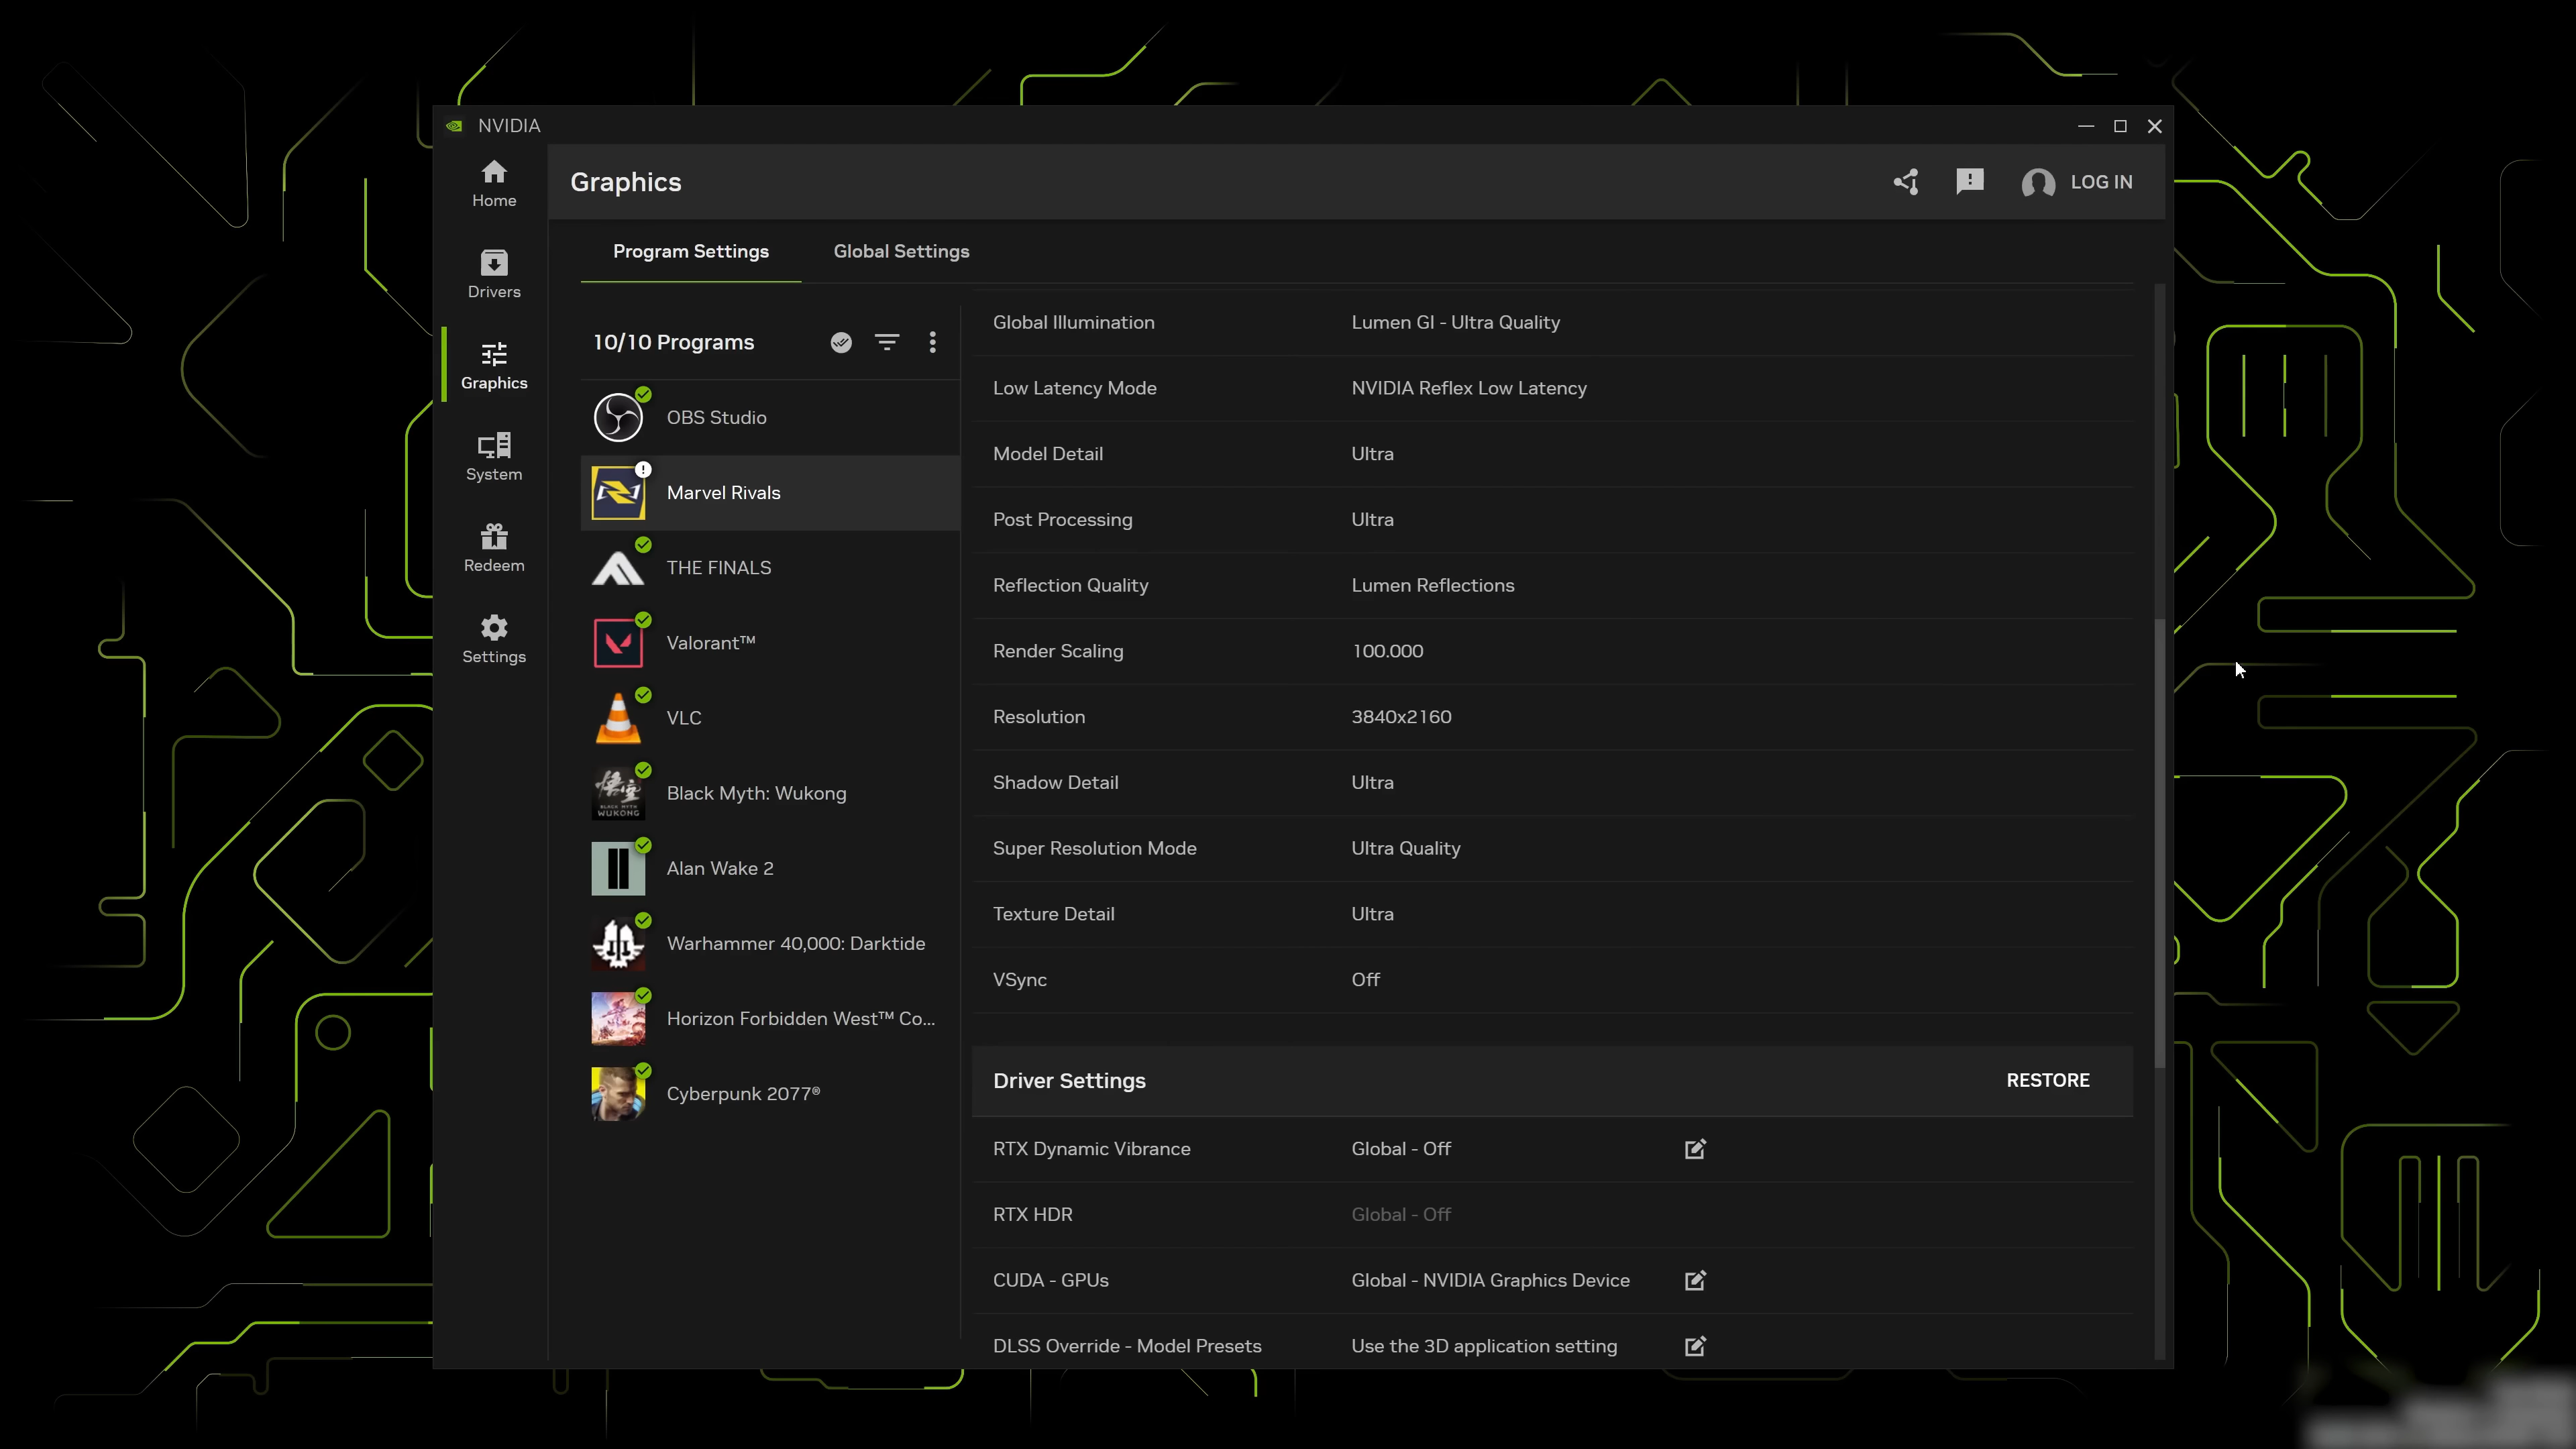 NVIDIA
Home
Drivers
Graphics
System
Redeem
Settings
Graphics
LOG IN
Program Settings
Global Settings
10/10 Programs
OBS Studio
Marvel Rivals
THE FINALS
Valorant™
VLC
悟空
BLACK MYTH
WUKONG
Black Myth: Wukong
Alan Wake 2
Warhammer 40,000: Darktide
Horizon Forbidden West™ Co...
Cyberpunk 2077®
Global Illumination Lumen GI - Ultra Quality
Low Latency Mode NVIDIA Reflex Low Latency
Model Detail Ultra
Post Processing Ultra
Reflection Quality Lumen Reflections
Render Scaling 100.000
Resolution 3840x2160
Shadow Detail Ultra
Super Resolution Mode Ultra Quality
Texture Detail Ultra
VSync Off
Driver Settings RESTORE
RTX Dynamic Vibrance Global - Off
RTX HDR Global - Off
CUDA - GPUs Global - NVIDIA Graphics Device
DLSS Override - Model Presets Use the 3D application setting